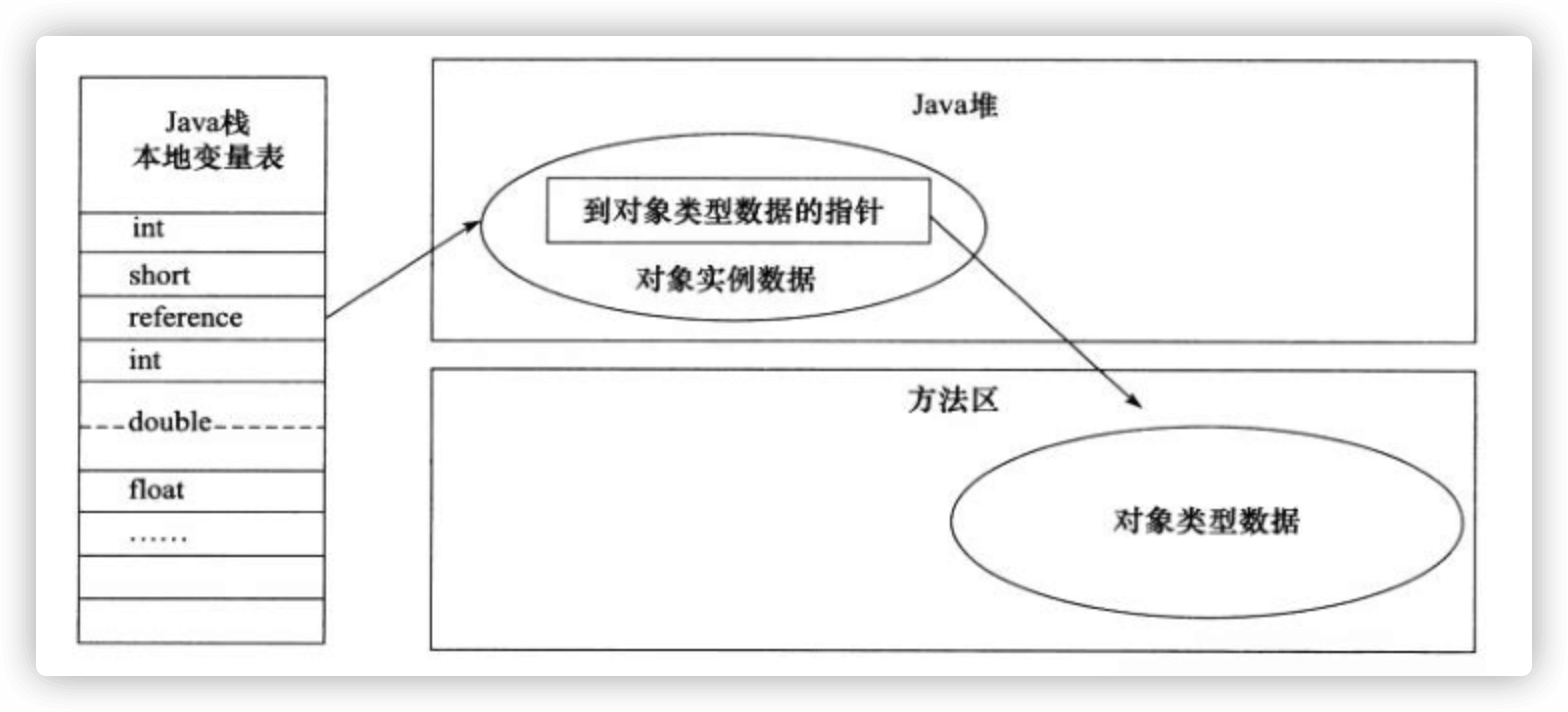 Java栈
本地变量表
int
short
reference
int
double
float
……
Java堆
到对象类型数据的指针
对象实例数据
方法区
对象类型数据